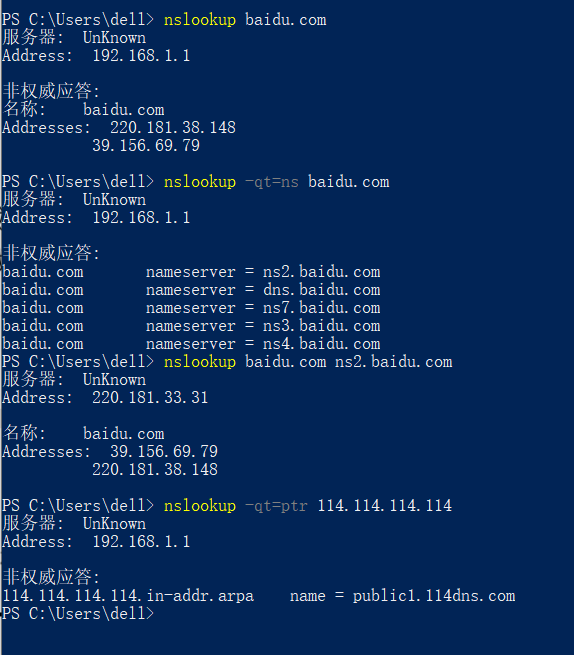 PS C:\Users\dell> nslookup baidu.com
服务器:  UnKnown
Address:  192.168.1.1
非权威应答:
名称:    baidu.com
Addresses:  220.181.38.148
39.156.69.79
PS C:\Users\dell> nslookup -qt=ns baidu.com
服务器:  UnKnown
Address:  192.168.1.1
非权威应答:
baidu.com       nameserver = ns2.baidu.com
baidu.com       nameserver = dns.baidu.com
baidu.com       nameserver = ns7.baidu.com
baidu.com       nameserver = ns3.baidu.com
baidu.com       nameserver = ns4.baidu.com
PS C:\Users\dell> nslookup baidu.com ns2.baidu.com
服务器:  UnKnown
Address:  220.181.33.31
名称:    baidu.com
Addresses:  39.156.69.79
220.181.38.148
PS C:\Users\dell> nslookup -qt=ptr 114.114.114.114
服务器:  UnKnown
Address:  192.168.1.1
非权威应答:
114.114.114.114.in-addr.arpa    name = public1.114dns.com
PS C:\Users\dell>